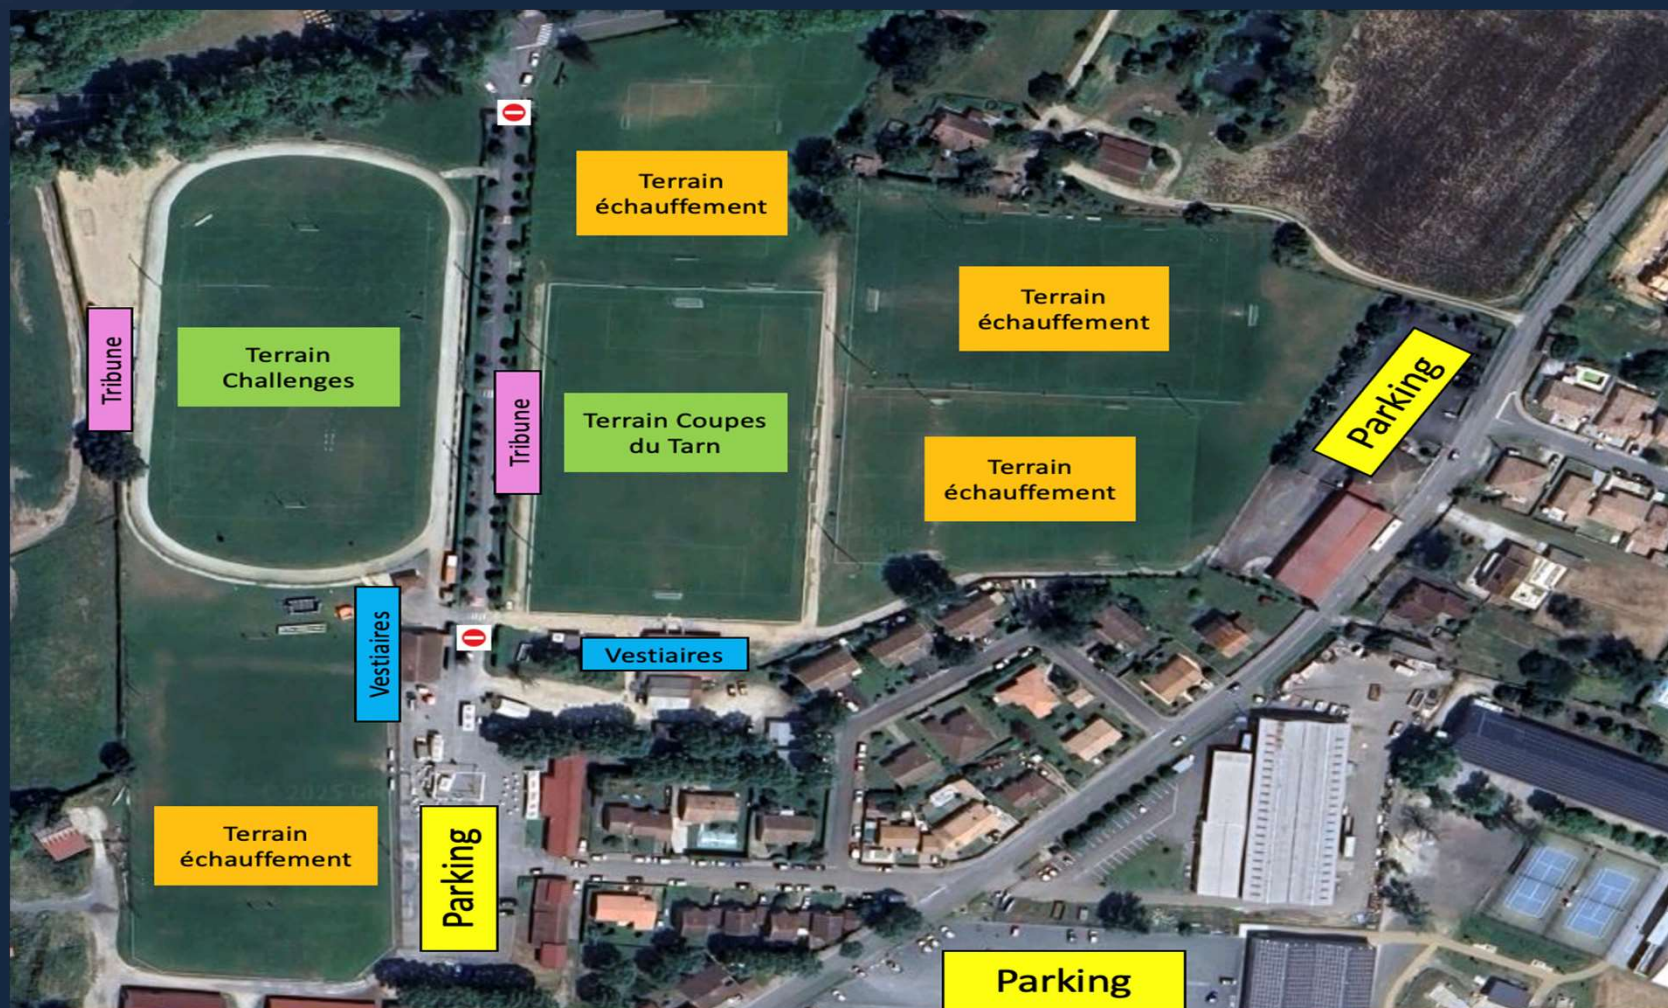 Terrain
échauffement
Terrain
échauffement
Tribune
Terrain
Challenges
Tribune
Terrain Coupes
du Tarn
Parking
Terrain
échauffement
Vestiaires
Vestiaires
Terrain
échauffement
Parking
Parking